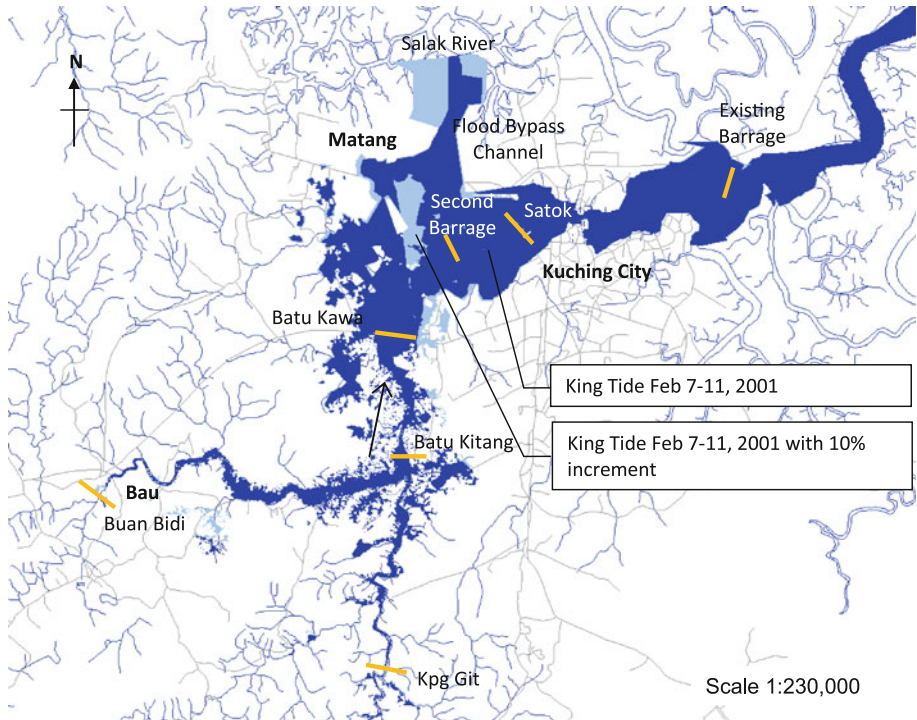 Salak River
N
Existing
Barrage
Flood Bypass
Channel
Matang
Second
Barrage
Satok
Kuching City
Batu Kawa
King Tide Feb 7-11, 2001
King Tide Feb 7-11, 2001 with 10%
increment
Batu Kitang
Bau
Buan Bidi
Kpg Git
Scale 1:230,000